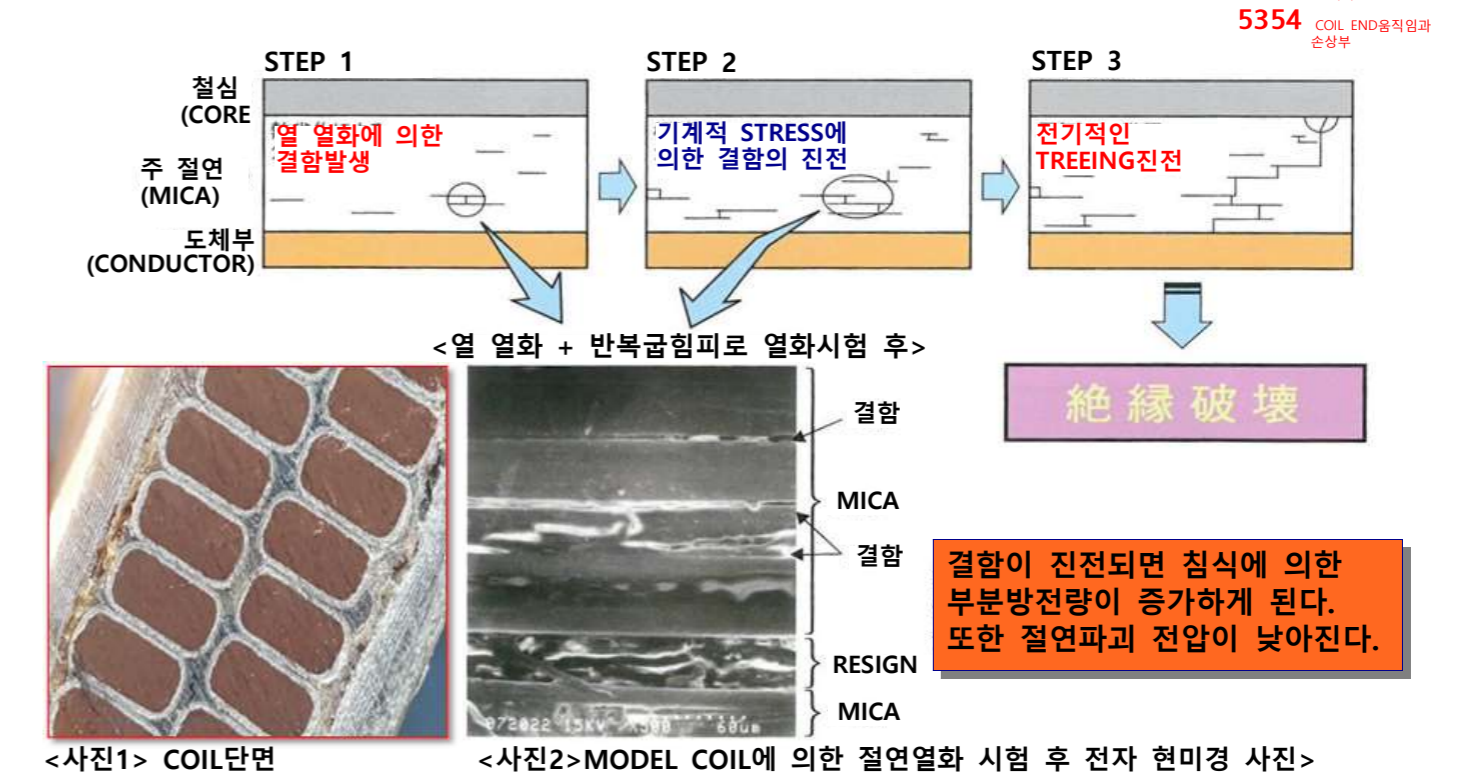 5354 COIL END움직임과
손상부
STEP 1
STEP 2
STEP 3
철심
(CORE
주 절연
(MICA)
도체부
(CONDUCTOR)
열 열화에 의한
결함발생
기계적 STRESS에
의한 결함의 진전
전기적인
TREEING진전
<열 열화 + 반복굽힘피로 열화시험 후>
絶縁破壊
결함
MICA
결함
RESIGN
MICA
072022 15KV X500 60um
결함이 진전되면 침식에 의한
부분방전량이 증가하게 된다.
또한 절연파괴 전압이 낮아진다.
<사진1> COIL단면
<사진2>MODEL COIL에 의한 절연열화 시험 후 전자 현미경 사진>